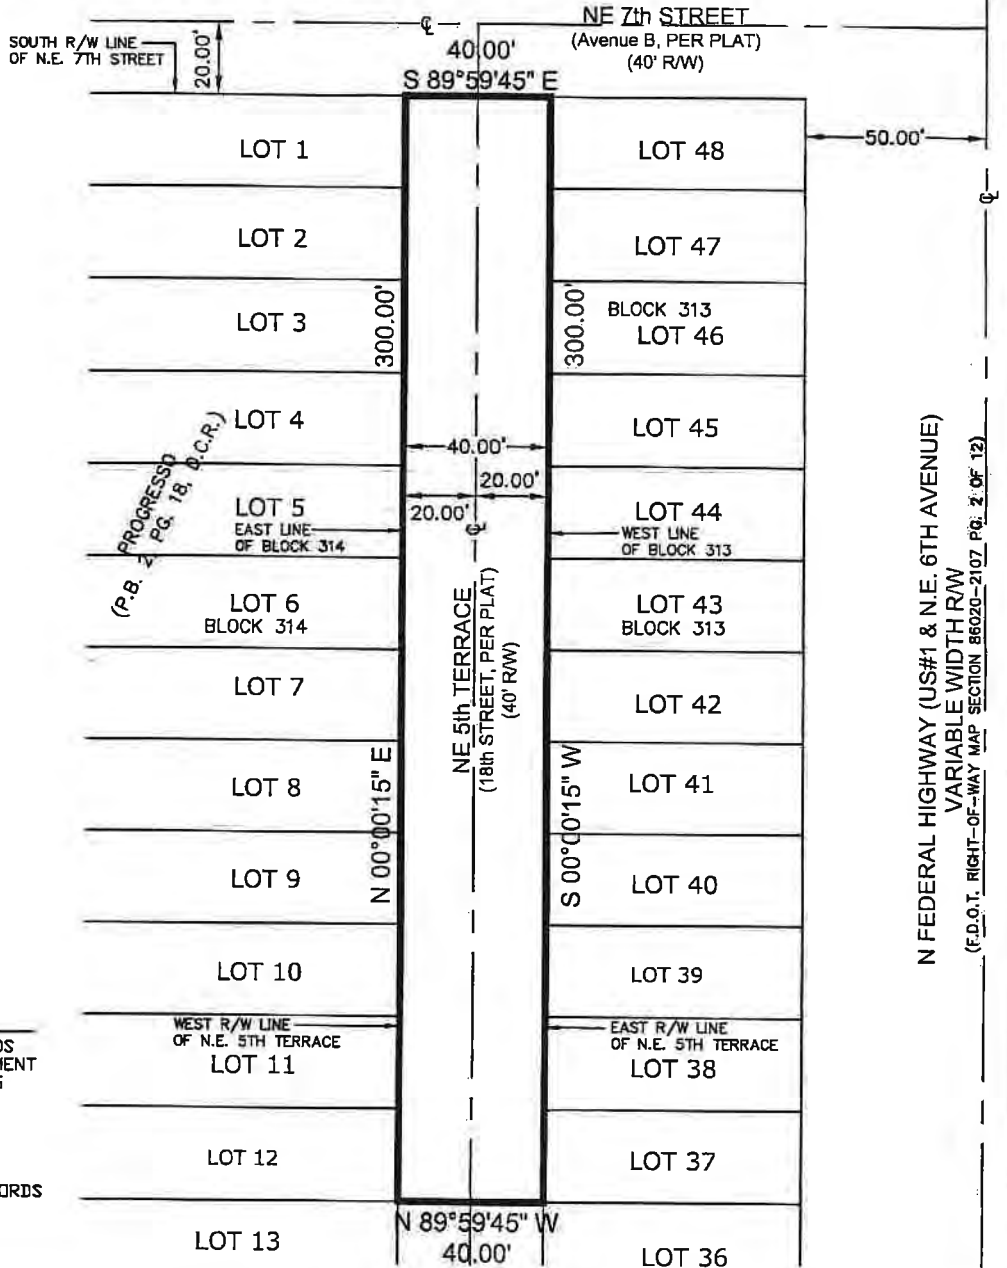 NE 7th STREET
(Avenue B, PER PLAT)
(40' R/W)
SOUTH R/W LINE
OF N.E. 7TH STREET
20.00'
℄
40.00'
S 89°59'45" E
LOT 1
LOT 48
50.00'
℄
LOT 2
LOT 47
LOT 3
300.00'
300.00'
BLOCK 313
LOT 46
LOT 4
LOT 45
40.00'
PROGRESSO
(P.B. 2, PG. 18, D.C.R.)
LOT 5
EAST LINE
OF BLOCK 314
20.00'
20.00'
℄
LOT 44
WEST LINE
OF BLOCK 313
LOT 6
BLOCK 314
LOT 43
BLOCK 313
NE 5th TERRACE
(18th STREET, PER PLAT)
(40' R/W)
N FEDERAL HIGHWAY (US#1 & N.E. 6TH AVENUE)
VARIABLE WIDTH R/W
(F.D.O.T. RIGHT-OF-WAY MAP SECTION 86020-2107 PG. 2 OF 12)
LOT 7
LOT 42
LOT 8
N 00°00'15" E
S 00°00'15" W
LOT 41
LOT 9
LOT 40
LOT 10
LOT 39
WEST R/W LINE
OF N.E. 5TH TERRACE
EAST R/W LINE
OF N.E. 5TH TERRACE
LOT 11
LOT 38
DS
MENT
LOT 12
LOT 37
ORDS
N 89°59'45" W
40.00'
LOT 13
LOT 36